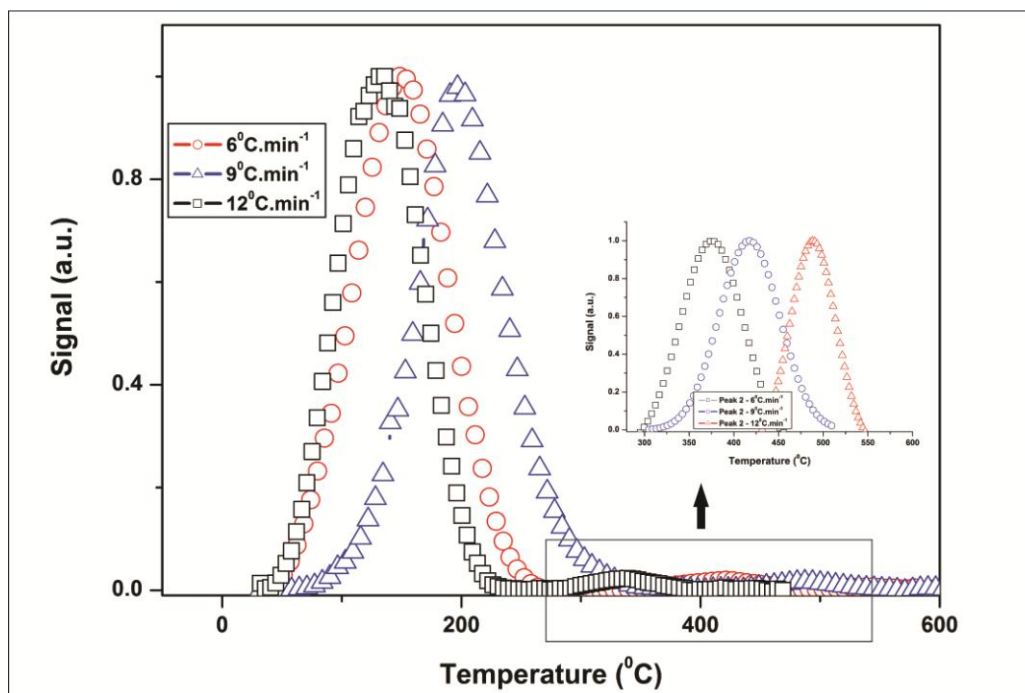 Signal (a.u.)
0.8
0.4
0.0
6⁰C.min⁻¹
9⁰C.min⁻¹
12⁰C.min⁻¹
Signal (a.u.)
1.0
0.8
0.6
0.4
0.2
0.0
Peak 2 - 6⁰C.min⁻¹
Peak 2 - 9⁰C.min⁻¹
Peak 2 - 12⁰C.min⁻¹
300 350 400 450 500 550 600
Temperature (⁰C)
0 200 400 600
Temperature (⁰C)